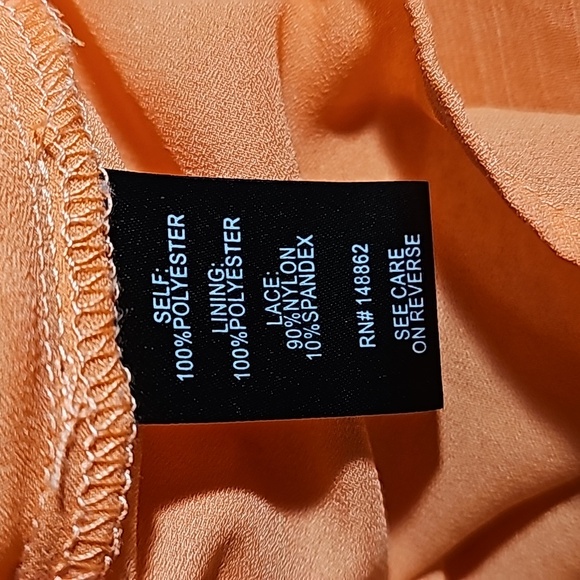 SELF:
100%POLYESTER
LINING:
100%POLYESTER
LACE:
90%NYLON
10%SPANDEX
RN# 148862
SEE CARE
ON REVERSE